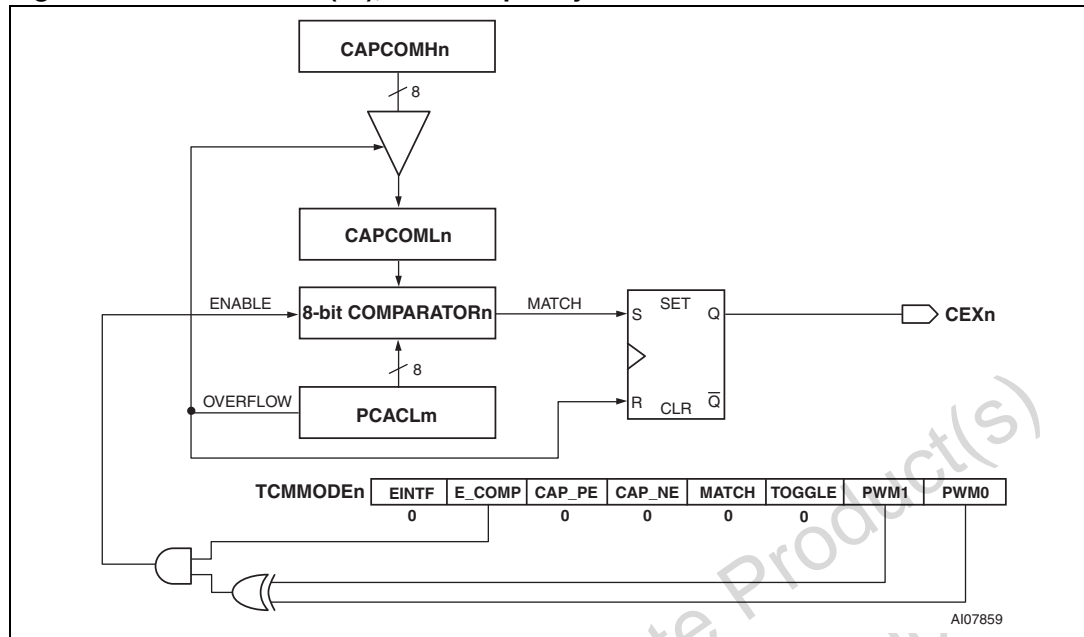 CAPCOMHn
8
CAPCOMLn
ENABLE
8-bit COMPARATORn
MATCH
S SET Q
CEXn
8
OVERFLOW
PCACLm
R CLR Q̅
TCMMODEn EINTF E_COMP CAP_PE CAP_NE MATCH TOGGLE PWM1 PWM0
0 0 0 0 0
AI07859
Product(s)